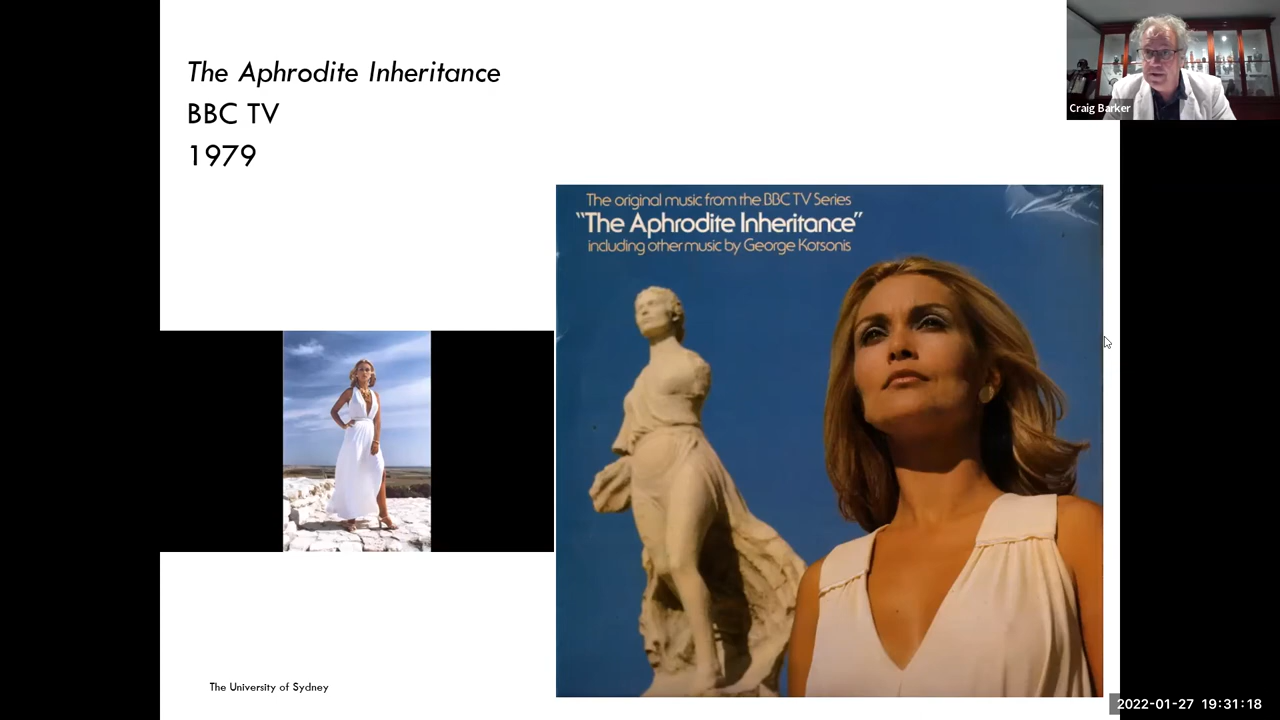 The Aphrodite Inheritance
BBC TV
1979
Craig Barker
The original music from the BBC TV Series
"The Aphrodite Inheritance"
including other music by George Kotsonis
The University of Sydney
2022-01-27 19:31:18